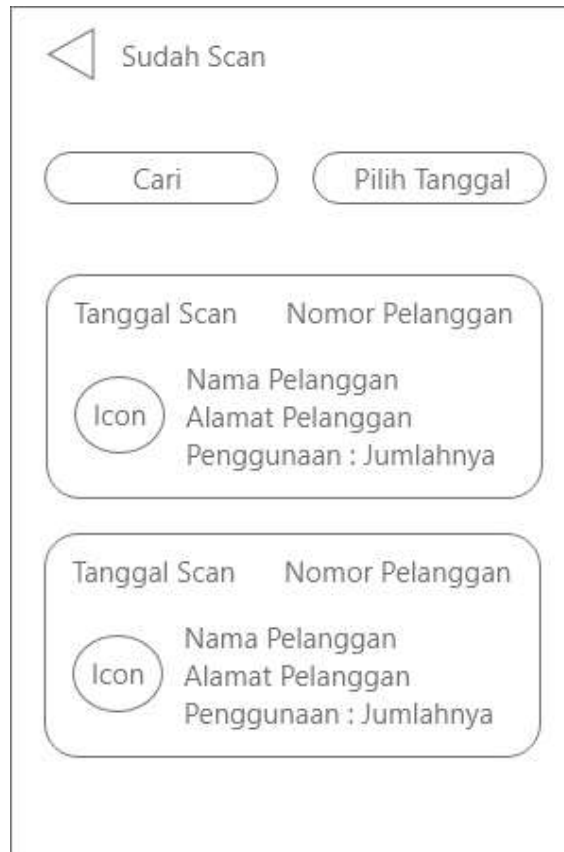 Sudah Scan
Cari
Pilih Tanggal
Tanggal Scan Nomor Pelanggan
Icon
Nama Pelanggan
Alamat Pelanggan
Penggunaan : Jumlahnya
Tanggal Scan Nomor Pelanggan
Icon
Nama Pelanggan
Alamat Pelanggan
Penggunaan : Jumlahnya